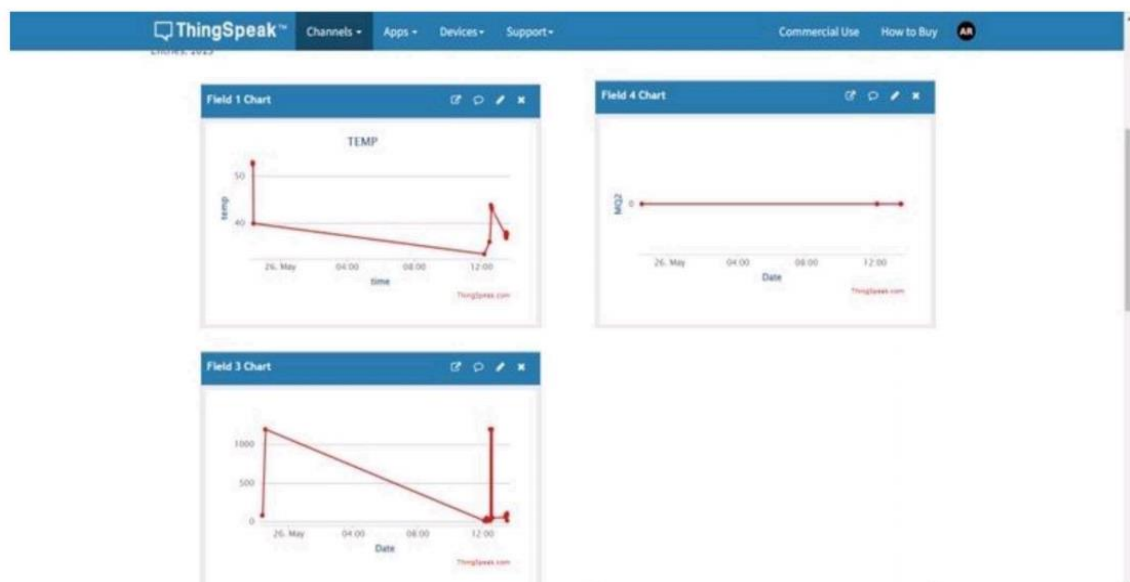 ThingSpeak™ Channels Apps Devices Support Commercial Use How to Buy AR
Field 1 Chart
TEMP
50
40
temp
26. May 04:00 08:00 12:00
time
ThingSpeak.com
Field 4 Chart
MQ2
0
26. May 04:00 08:00 12:00
Date
ThingSpeak.com
Field 3 Chart
1000
500
0
26. May 04:00 08:00 12:00
Date
ThingSpeak.com